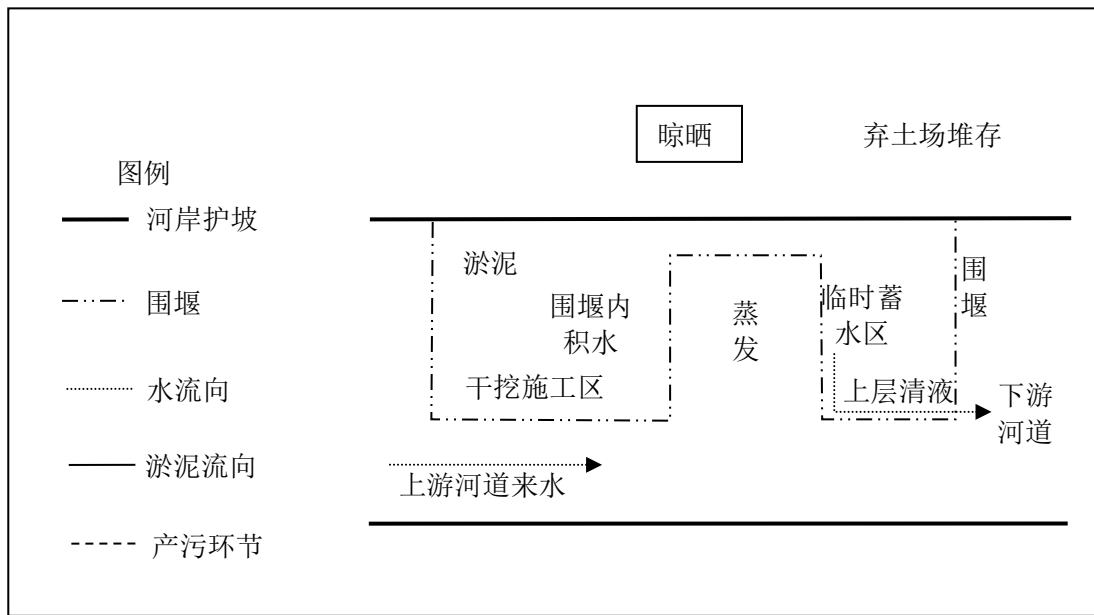 晾晒
弃土场堆存
图例
河岸护坡
围堰
水流向
淤泥流向
产污环节
淤泥
围堰内
积水
干挖施工区
蒸
发
临时蓄
水区
上层清液
围
堰
下游
河道
上游河道来水